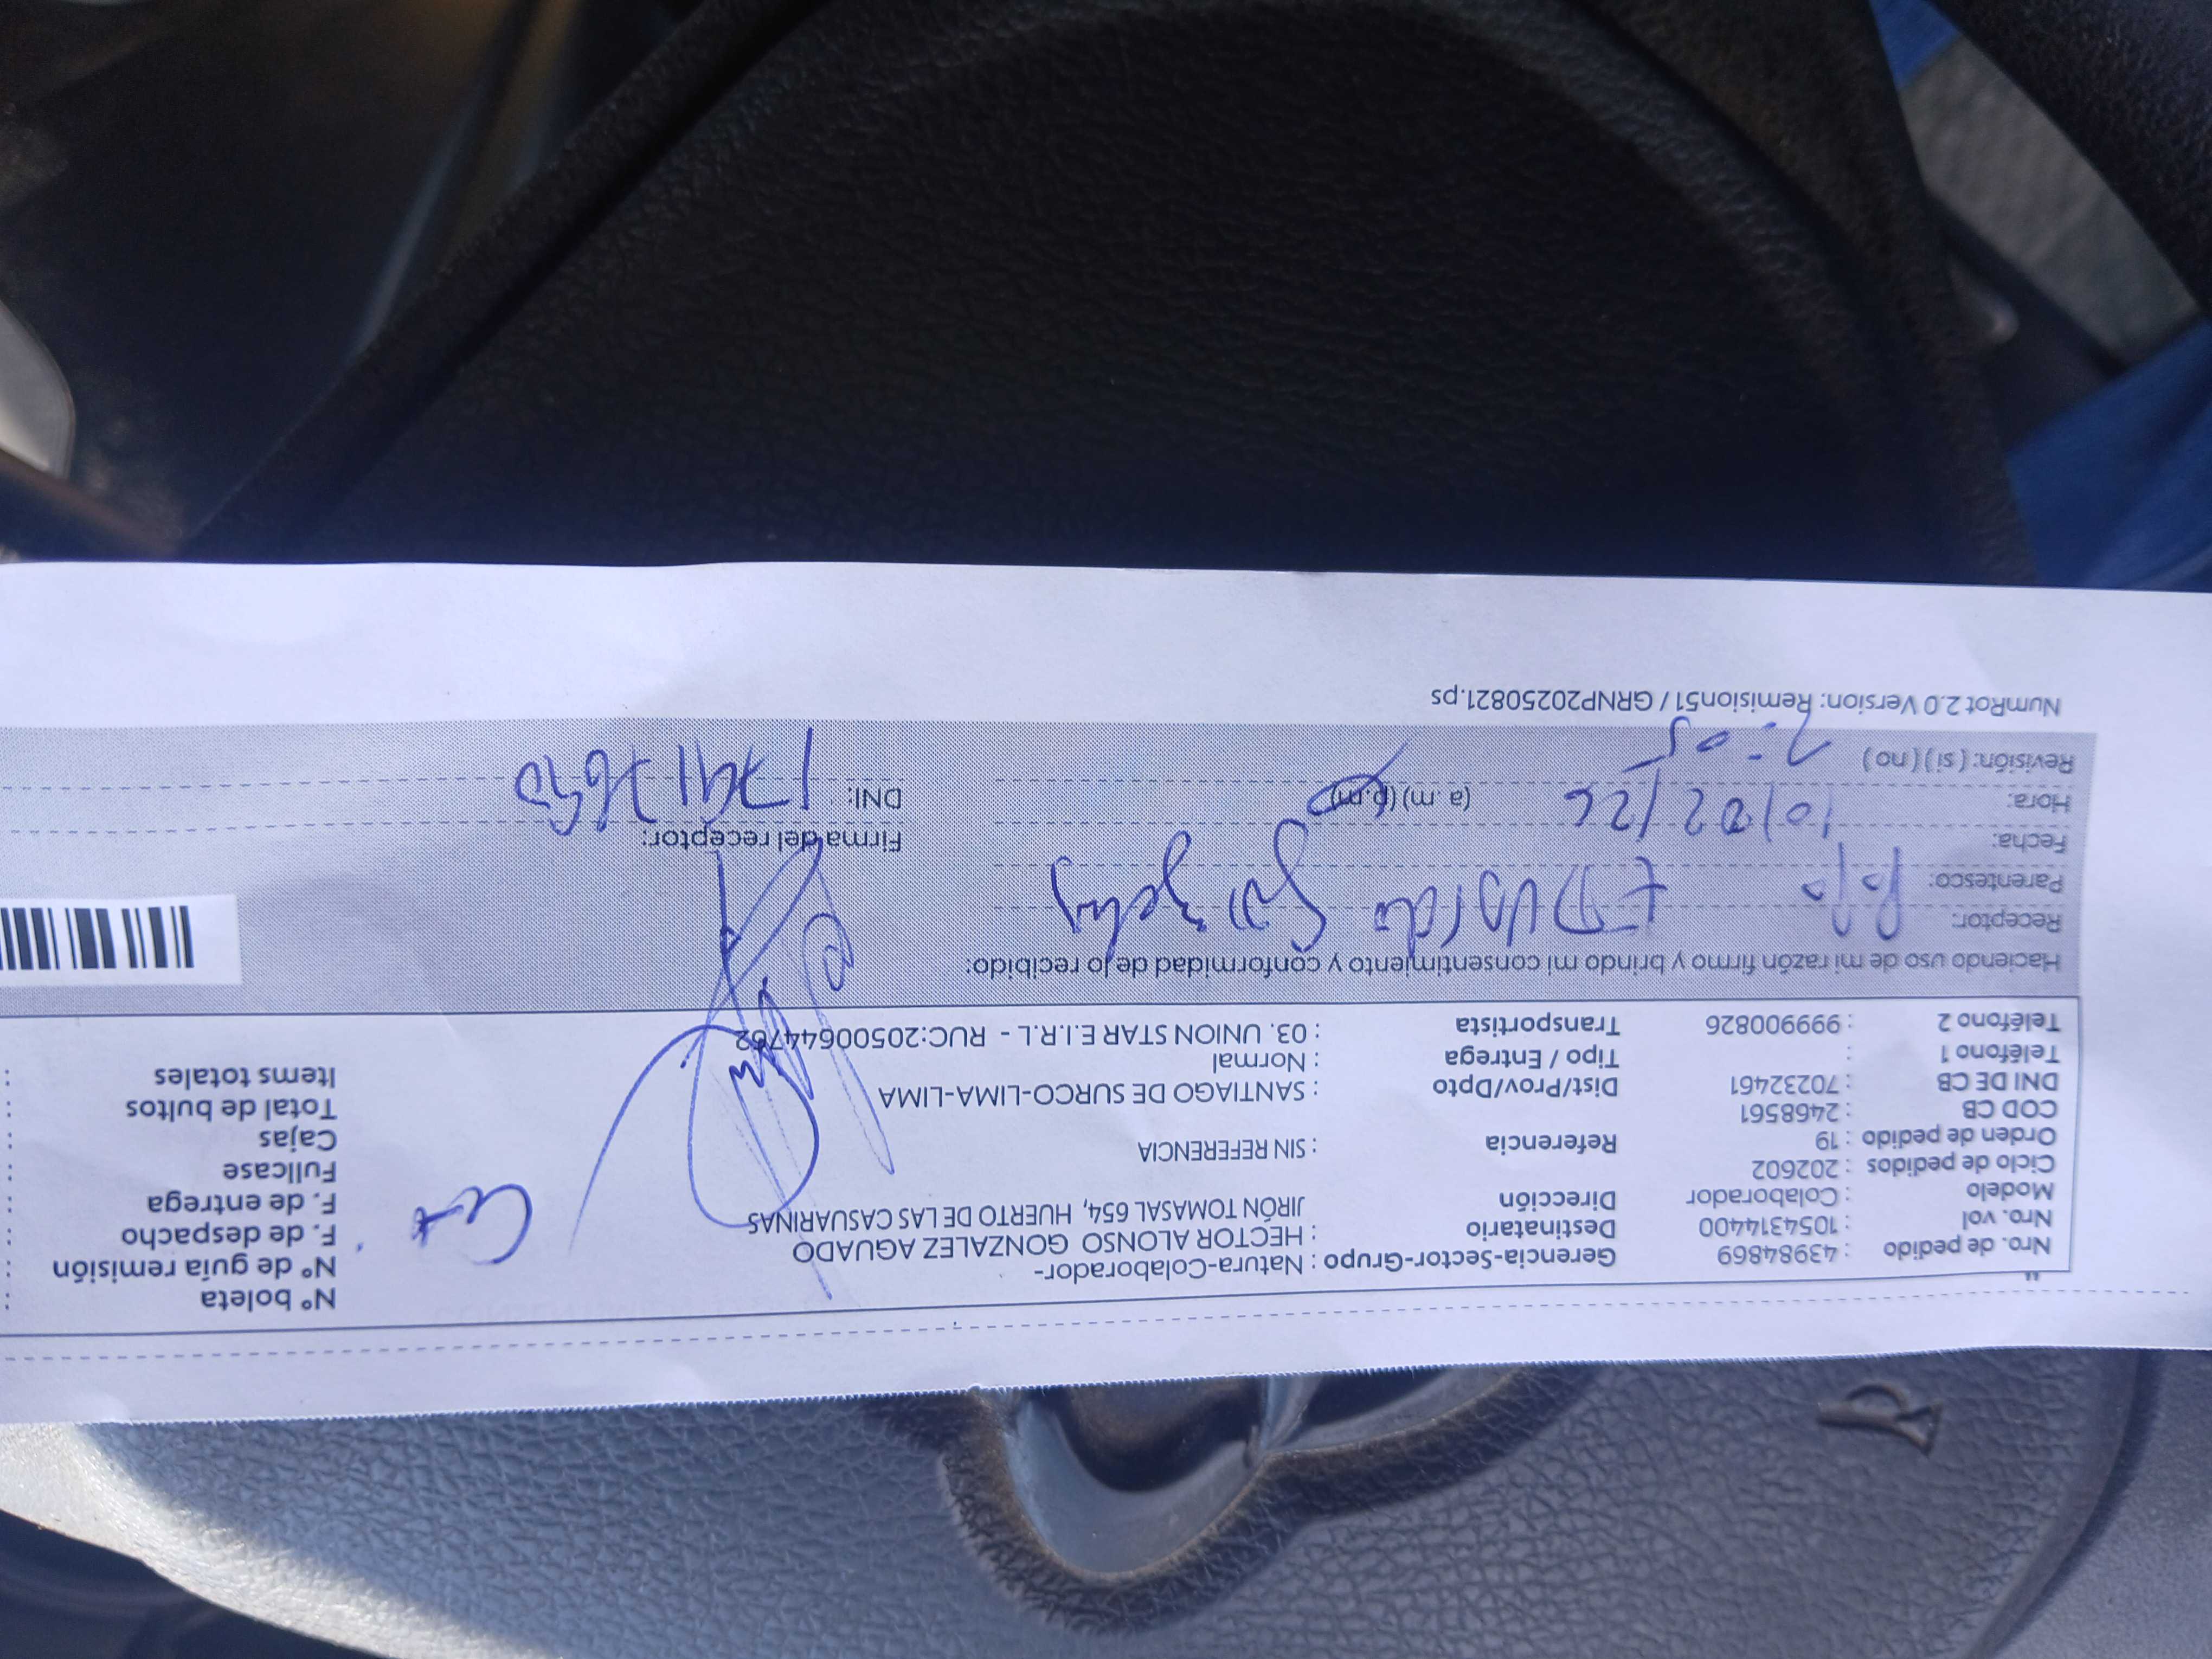 Nro. de pedido : 43984869 Gerencia-Sector-Grupo : Natura-Colaborador- Nº boleta :
Nro. vol : 1054314400 Destinatario : HECTOR ALONSO GONZALEZ AGUADO Nº de guía remisión :
Modelo : Colaborador Dirección JIRÓN TOMASAL 654, HUERTO DE LAS CASUARINAS F. de despacho :
Ciclo de pedidos : 202602 F. de entrega :
Orden de pedido : 19 Referencia : SIN REFERENCIA Fullcase :
COD CB : 2468561 Cajas :
DNI DE CB : 70232461 Dist/Prov/Dpto : SANTIAGO DE SURCO-LIMA-LIMA Total de bultos :
Teléfono 1 : Tipo / Entrega : Normal Items totales :
Teléfono 2 : 999900826 Transportista : 03. UNION STAR E.I.R.L - RUC:20500644762
Haciendo uso de mi razón firmo y brindo mi consentimiento y conformidad de lo recibido:
Receptor:
Parentesco:
Fecha: 10/02/26 Firma del receptor:
Hora: (a. m) (p.m) DNI:
Revisión: ( si ) ( no )
NumRot 2.0 Version: Remision51 / GRNP20250821.ps